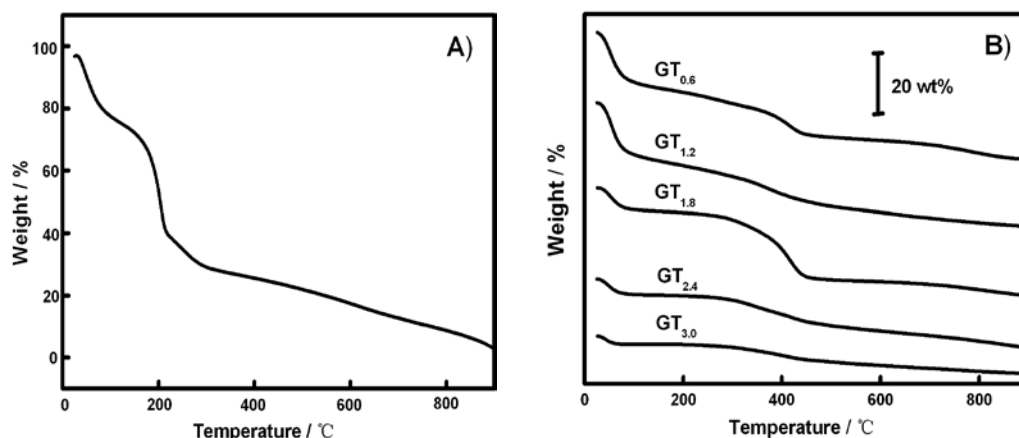 A)
100
80
60
40
20
0
Weight / %
0 200 400 600 800
Temperature / ℃
B)
GT0.6
20 wt%
GT1.2
GT1.8
GT2.4
GT3.0
Weight / %
0 200 400 600 800
Temperature / ℃